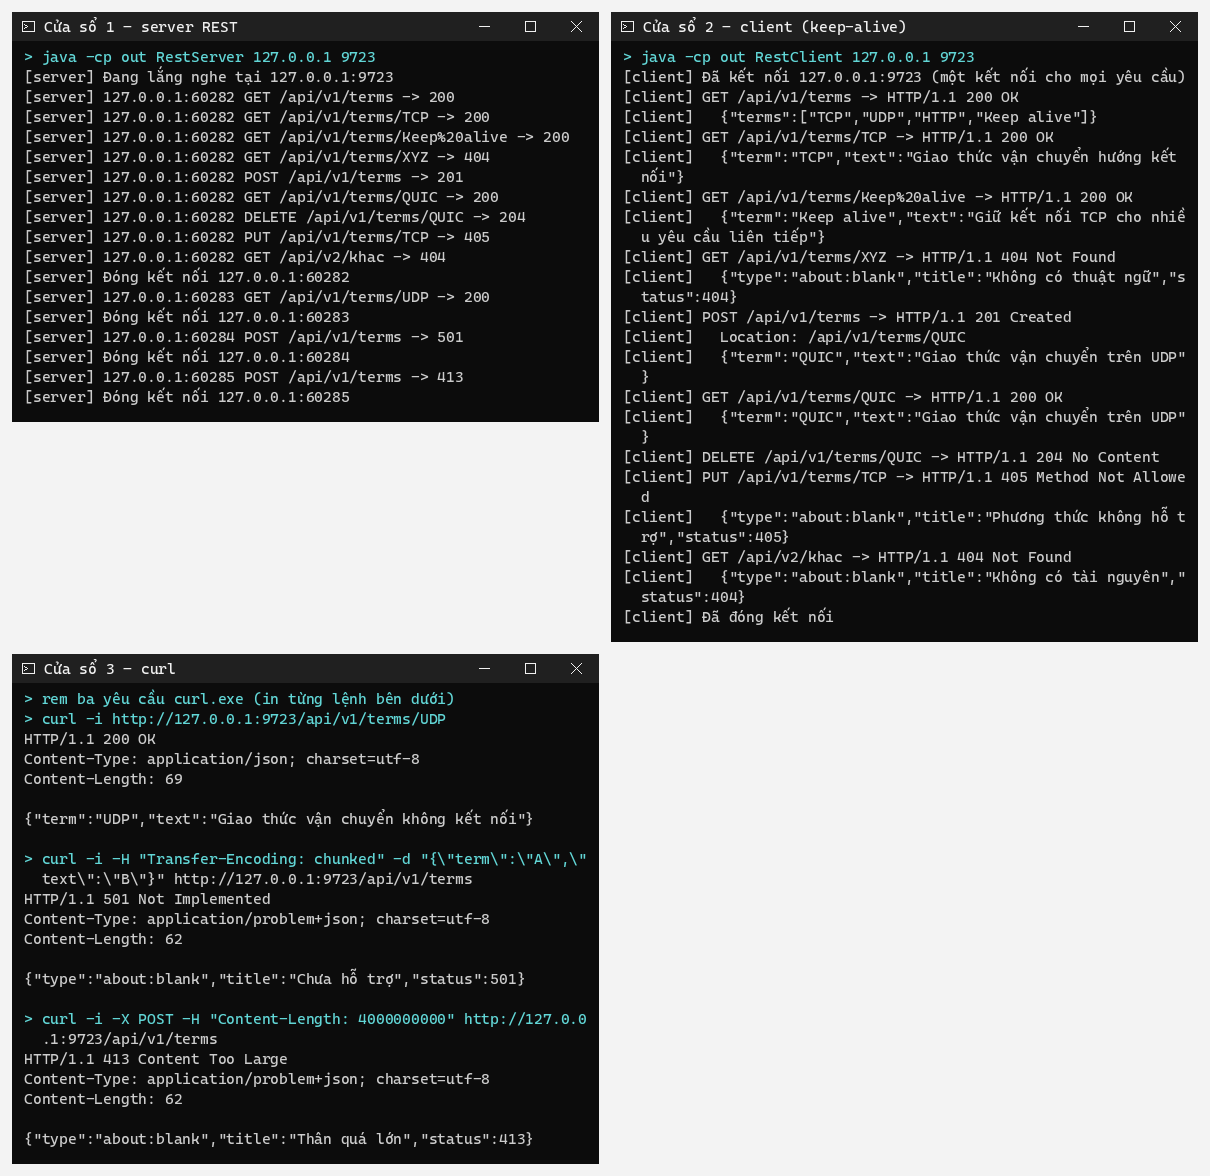 Cửa sổ 1 - server REST
> java -cp out RestServer 127.0.0.1 9723
[server] Đang lắng nghe tại 127.0.0.1:9723
[server] 127.0.0.1:60282 GET /api/v1/terms -> 200
[server] 127.0.0.1:60282 GET /api/v1/terms/TCP -> 200
[server] 127.0.0.1:60282 GET /api/v1/terms/Keep%20alive -> 200
[server] 127.0.0.1:60282 GET /api/v1/terms/XYZ -> 404
[server] 127.0.0.1:60282 POST /api/v1/terms -> 201
[server] 127.0.0.1:60282 GET /api/v1/terms/QUIC -> 200
[server] 127.0.0.1:60282 DELETE /api/v1/terms/QUIC -> 204
[server] 127.0.0.1:60282 PUT /api/v1/terms/TCP -> 405
[server] 127.0.0.1:60282 GET /api/v2/khac -> 404
[server] Đóng kết nối 127.0.0.1:60282
[server] 127.0.0.1:60283 GET /api/v1/terms/UDP -> 200
[server] Đóng kết nối 127.0.0.1:60283
[server] 127.0.0.1:60284 POST /api/v1/terms -> 501
[server] Đóng kết nối 127.0.0.1:60284
[server] 127.0.0.1:60285 POST /api/v1/terms -> 413
[server] Đóng kết nối 127.0.0.1:60285
Cửa sổ 2 - client (keep-alive)
> java -cp out RestClient 127.0.0.1 9723
[client] Đã kết nối 127.0.0.1:9723 (một kết nối cho mọi yêu cầu)
[client] GET /api/v1/terms -> HTTP/1.1 200 OK
[client]   {"terms":["TCP","UDP","HTTP","Keep alive"]}
[client] GET /api/v1/terms/TCP -> HTTP/1.1 200 OK
[client]   {"term":"TCP","text":"Giao thức vận chuyển hướng kết
nối"}
[client] GET /api/v1/terms/Keep%20alive -> HTTP/1.1 200 OK
[client]   {"term":"Keep alive","text":"Giữ kết nối TCP cho nhiề
u yêu cầu liên tiếp"}
[client] GET /api/v1/terms/XYZ -> HTTP/1.1 404 Not Found
[client]   {"type":"about:blank","title":"Không có thuật ngữ","s
tatus":404}
[client] POST /api/v1/terms -> HTTP/1.1 201 Created
[client]   Location: /api/v1/terms/QUIC
[client]   {"term":"QUIC","text":"Giao thức vận chuyển trên UDP"
}
[client] GET /api/v1/terms/QUIC -> HTTP/1.1 200 OK
[client]   {"term":"QUIC","text":"Giao thức vận chuyển trên UDP"
}
[client] DELETE /api/v1/terms/QUIC -> HTTP/1.1 204 No Content
[client] PUT /api/v1/terms/TCP -> HTTP/1.1 405 Method Not Allowe
d
[client]   {"type":"about:blank","title":"Phương thức không hỗ t
rợ","status":405}
[client] GET /api/v2/khac -> HTTP/1.1 404 Not Found
[client]   {"type":"about:blank","title":"Không có tài nguyên","
status":404}
[client] Đã đóng kết nối
Cửa sổ 3 - curl
> rem ba yêu cầu curl.exe (in từng lệnh bên dưới)
> curl -i http://127.0.0.1:9723/api/v1/terms/UDP
HTTP/1.1 200 OK
Content-Type: application/json; charset=utf-8
Content-Length: 69
{"term":"UDP","text":"Giao thức vận chuyển không kết nối"}
> curl -i -H "Transfer-Encoding: chunked" -d "{\"term\":\"A\",\"
text\":\"B\"}" http://127.0.0.1:9723/api/v1/terms
HTTP/1.1 501 Not Implemented
Content-Type: application/problem+json; charset=utf-8
Content-Length: 62
{"type":"about:blank","title":"Chưa hỗ trợ","status":501}
> curl -i -X POST -H "Content-Length: 4000000000" http://127.0.0
.1:9723/api/v1/terms
HTTP/1.1 413 Content Too Large
Content-Type: application/problem+json; charset=utf-8
Content-Length: 62
{"type":"about:blank","title":"Thân quá lớn","status":413}